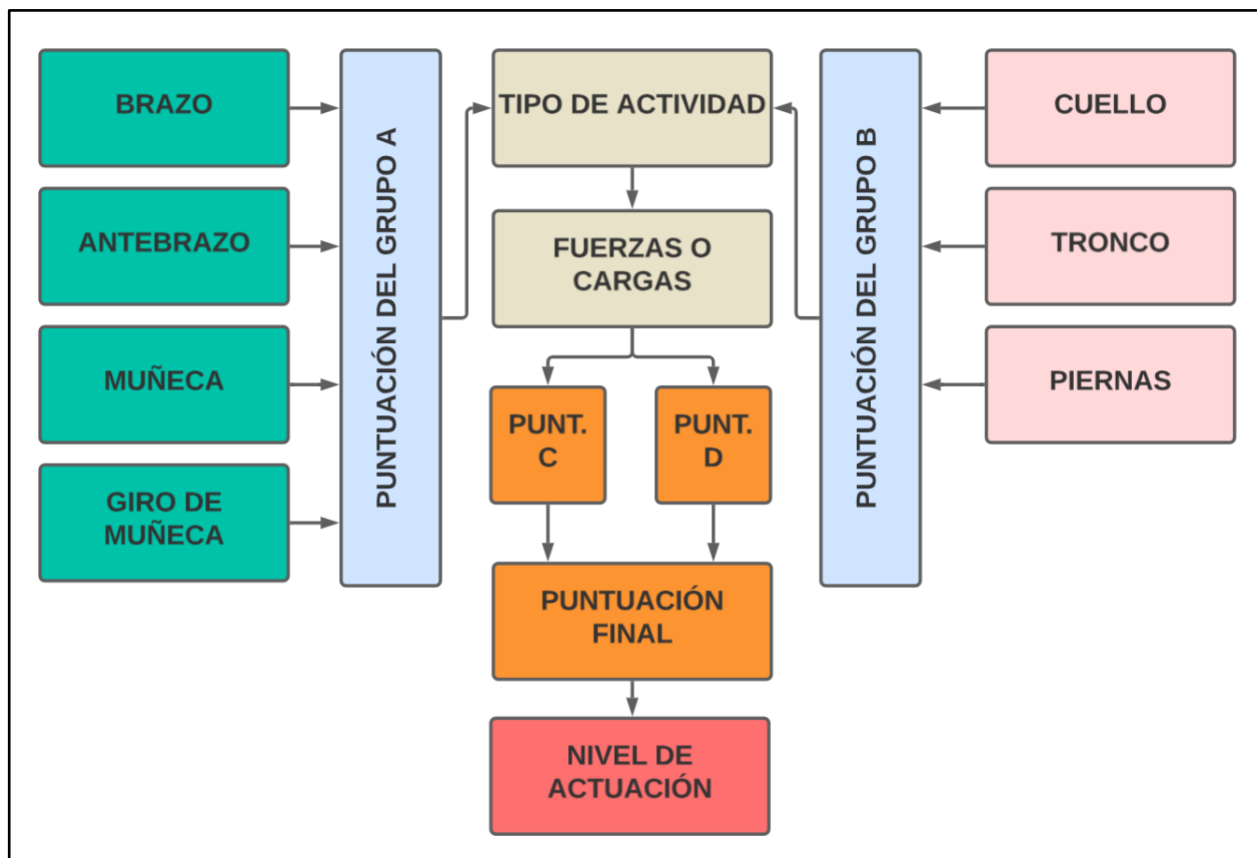 BRAZO
ANTEBRAZO
MUÑECA
GIRO DE
MUÑECA
PUNTUACIÓN DEL GRUPO A
TIPO DE ACTIVIDAD
FUERZAS O
CARGAS
PUNT.
C
PUNT.
D
PUNTUACIÓN
FINAL
NIVEL DE
ACTUACIÓN
PUNTUACIÓN DEL GRUPO B
CUELLO
TRONCO
PIERNAS